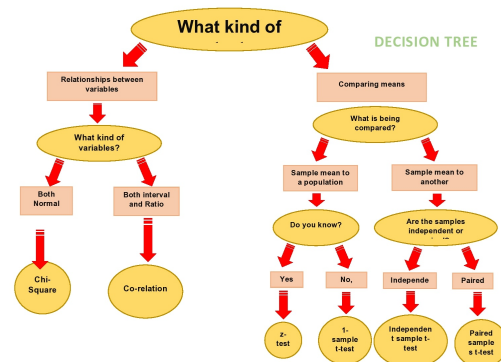 What kind of
DECISION TREE
Relationships between
variables
Comparing means
What kind of
variables?
What is being
compared?
Both
Normal
Both interval
and Ratio
Sample mean to
a population
Sample mean to
another
Do you know?
Are the samples
independent or
Yes
No,
Independe
Paired
Chi-
Square
Co-relation
z-
test
1-
sample
t-test
Independen
t sample t-
test
Paired
sample
s t-test